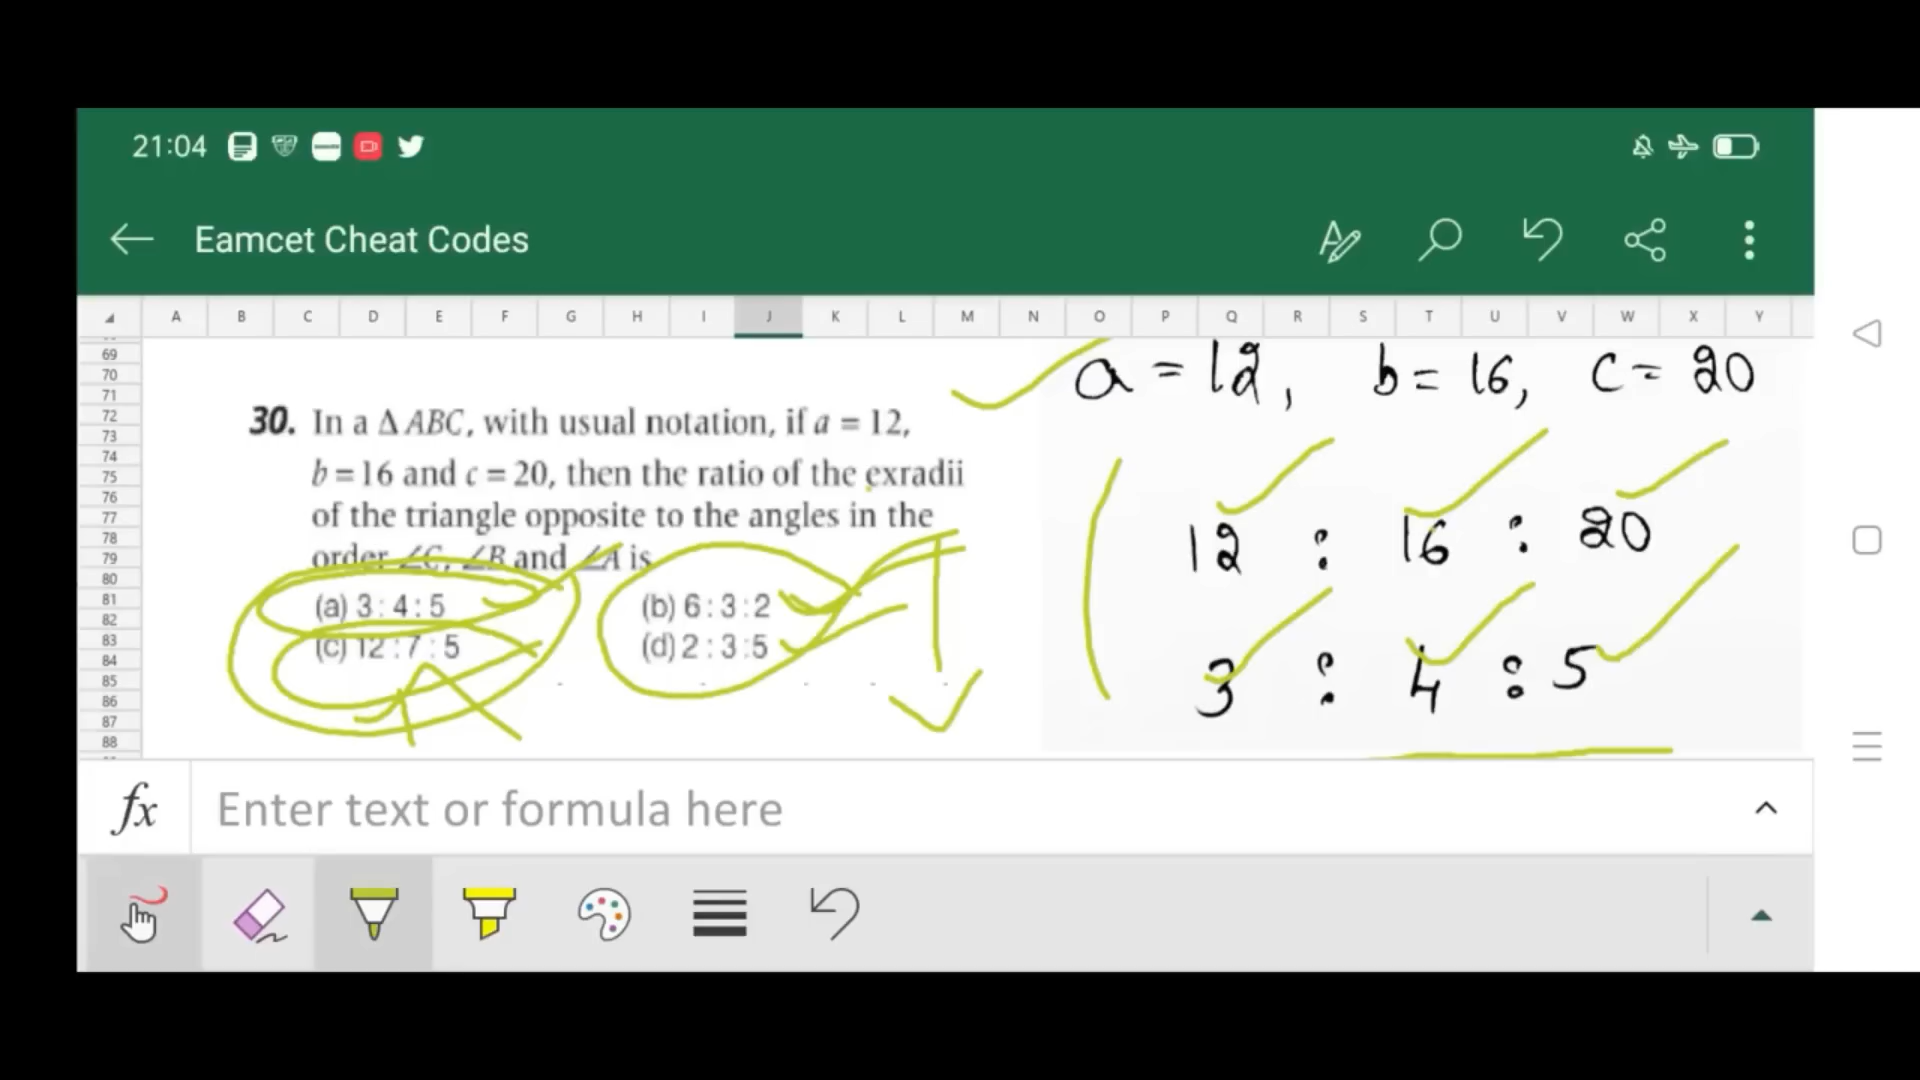 21:04
Eamcet Cheat Codes
A B C D E F G H I J K L M N O P Q R S T U V W X Y
69
70
71
72
73
74
75
76
77
78
79
80
81
82
83
84
85
86
87
88
30. In a Δ ABC, with usual notation, if a = 12,
b = 16 and c = 20, then the ratio of the exradii
of the triangle opposite to the angles in the
order ∠C, ∠B and ∠A is
(a) 3 : 4 : 5 (b) 6 : 3 : 2
(c) 12 : 7 : 5 (d) 2 : 3 : 5
a = 12, b = 16, c = 20
12 : 16 : 20
3 : 4 : 5
fx Enter text or formula here